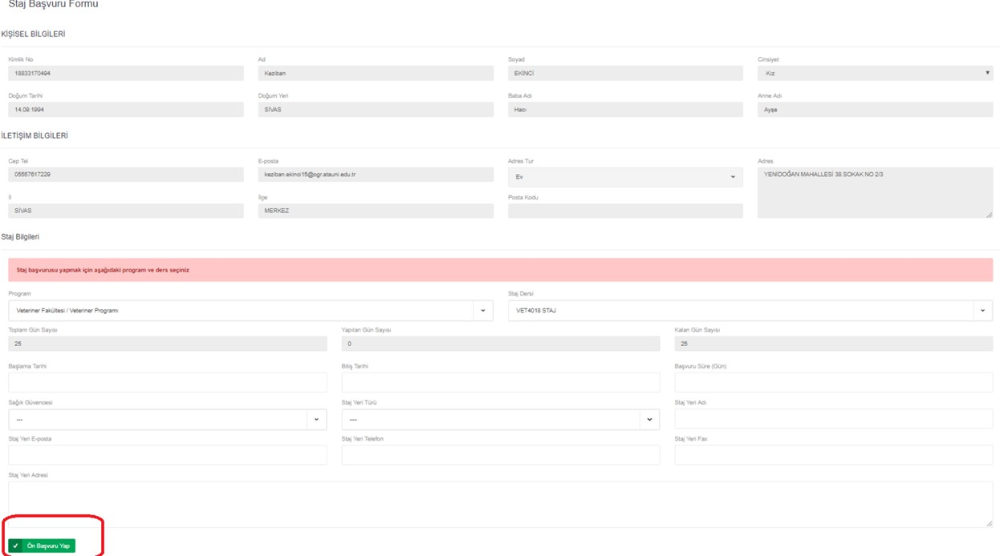 Staj Başvuru Formu
KİŞİSEL BİLGİLERİ
Kimlik No Ad Soyad Cinsiyet
18833170494 Keziban EKİNCİ Kız
Doğum Tarihi Doğum Yeri Baba Adı Anne Adı
14.09.1994 SİVAS Hacı Ayşe
İLETİŞİM BİLGİLERİ
Cep Tel E-posta Adres Tur Adres
05557617229 keziban.ekinci15@ogr.atauni.edu.tr Ev YENİDOĞAN MAHALLESİ 38.SOKAK NO 2/3
İl İlçe Posta Kodu
SİVAS MERKEZ
Staj Bilgileri
Staj başvurusu yapmak için aşağıdaki program ve ders seçiniz
Program Staj Dersi
Veteriner Fakültesi / Veteriner Programı VET4018 STAJ
Toplam Gün Sayısı Yapılan Gün Sayısı Kalan Gün Sayısı
25 0 25
Başlama Tarihi Bitiş Tarihi Başvuru Süre (Gün)
Sağlık Güvencesi Staj Yeri Türü Staj Yeri Adı
--- ---
Staj Yeri E-posta Staj Yeri Telefon Staj Yeri Fax
Staj Yeri Adresi
Ön Başvuru Yap